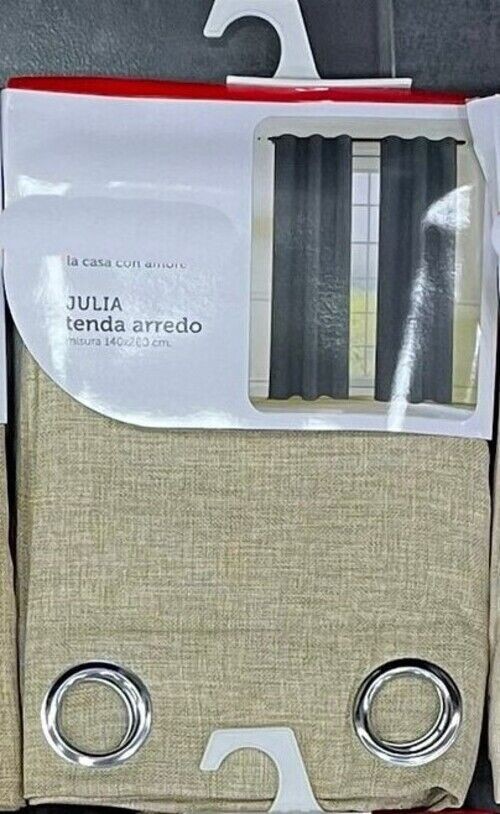 la casa con amore
JULIA
tenda arredo
misura 140x280 cm.